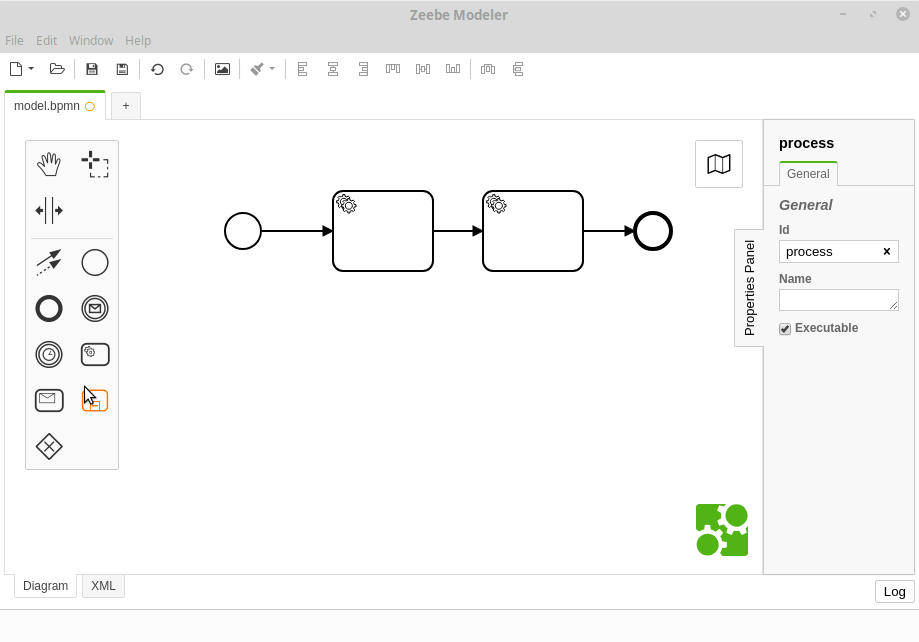 Zeebe Modeler
File Edit Window Help
model.bpmn
+
process
General
General
Id
process
Name
Executable
Properties Panel
Diagram
XML
Log